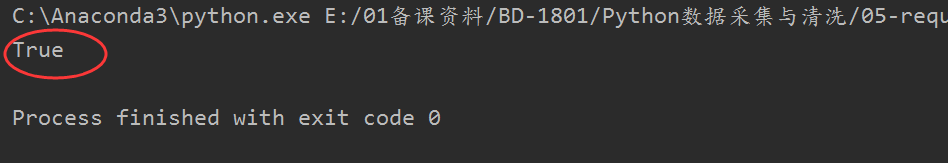 C:\Anaconda3\python.exe E:/01备课资料/BD-1801/Python数据采集与清洗/05-requ
True
Process finished with exit code 0